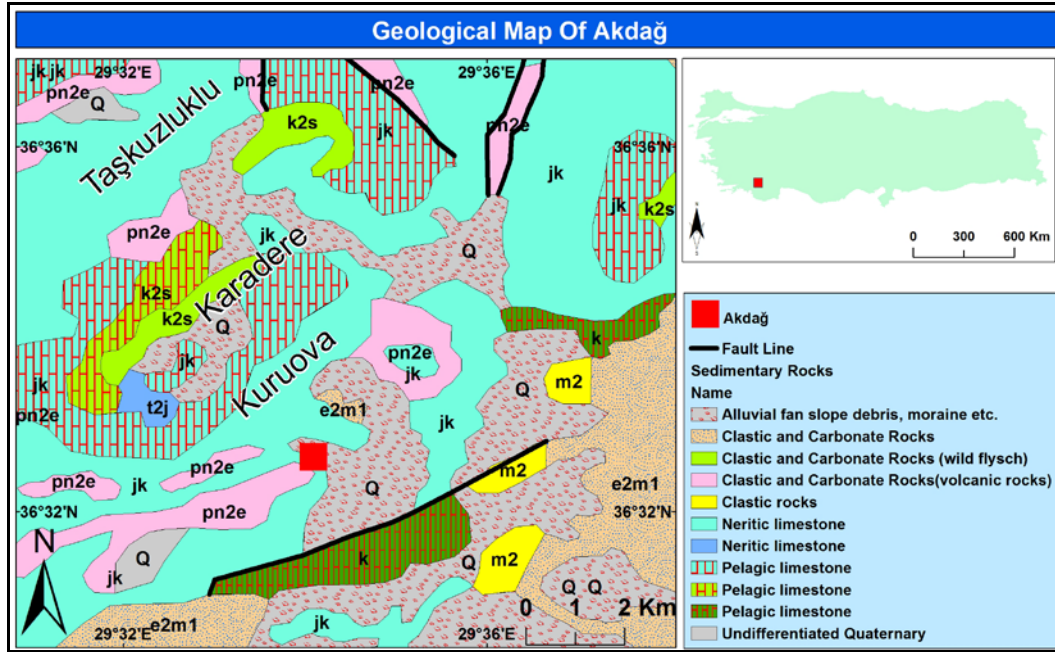 Geological Map Of Akdağ
29°32'E
29°36'E
jk jk
pn2e
Q
pn2e
pn2e
pn2e
k2s
jk
36°36'N
36°36'N
Taşkuzluklu
jk
jk
k2s
pn2e
jk
Q
Karadere
k2s
k2s
Q
jk
Kuruova
jk
pn2e
t2j
pn2e
jk
k
m2
Q
e2m1
jk
pn2e
pn2e
jk
pn2e
Q
m2
e2m1
36°32'N
36°32'N
N
Q
jk
k
Q
m2
Q Q
0 1 2 Km
jk
e2m1
29°32'E
29°36'E
N
0 300 600 Km
Akdağ
Fault Line
Sedimentary Rocks
Name
Alluvial fan slope debris, moraine etc.
Clastic and Carbonate Rocks
Clastic and Carbonate Rocks (wild flysch)
Clastic and Carbonate Rocks(volcanic rocks)
Clastic rocks
Neritic limestone
Neritic limestone
Pelagic limestone
Pelagic limestone
Pelagic limestone
Undifferentiated Quaternary